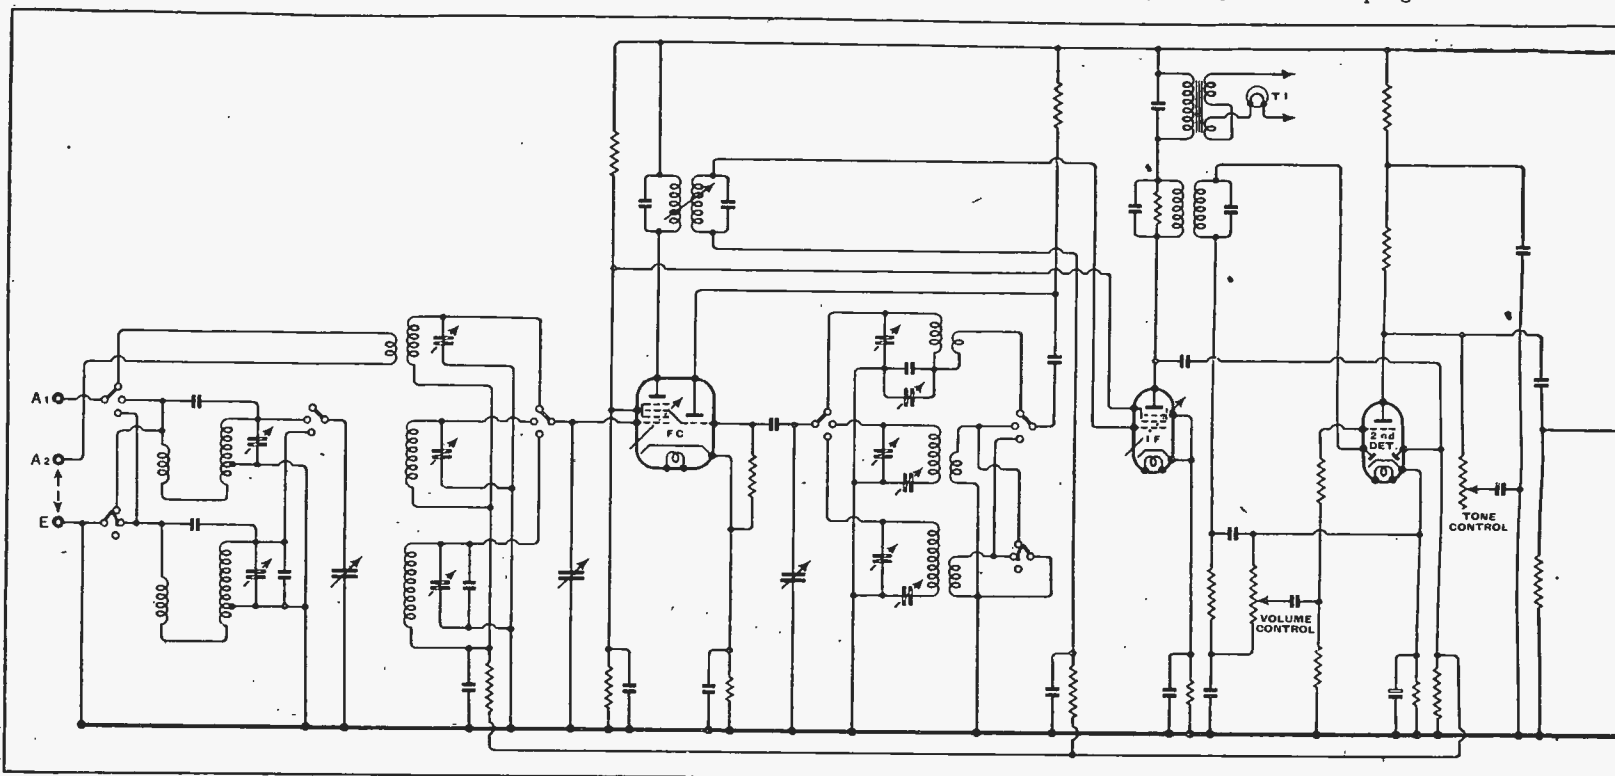 A1
A2
E
FC
T1
IF
2nd
DET.
VOLUME
CONTROL
TONE
CONTROL